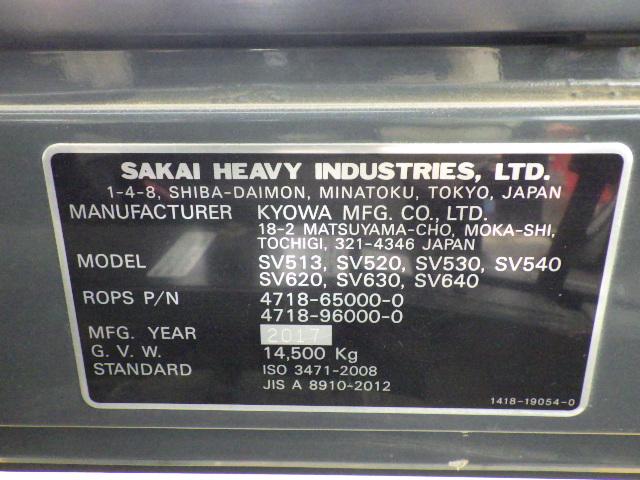 SAKAI HEAVY INDUSTRIES, LTD.
1-4-8, SHIBA-DAIMON, MINATOKU, TOKYO, JAPAN
MANUFACTURER KYOWA MFG. CO., LTD.
18-2 MATSUYAMA-CHO, MOKA-SHI,
TOCHIGI, 321-4346 JAPAN
MODEL SV513, SV520, SV530, SV540
SV620, SV630, SV640
ROPS P/N 4718-65000-0
4718-96000-0
MFG. YEAR 2017
G. V. W. 14,500 Kg
STANDARD ISO 3471-2008
JIS A 8910-2012
1418-19054-0